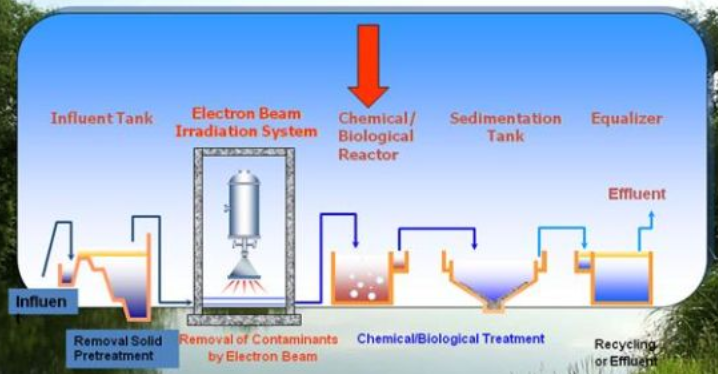 Influent Tank
Electron Beam
Irradiation System
Chemical/
Biological
Reactor
Sedimentation
Tank
Equalizer
Effluent
Influen
Removal Solid
Pretreatment
Removal of Contaminants
by Electron Beam
Chemical/Biological Treatment
Recycling
or Effluent